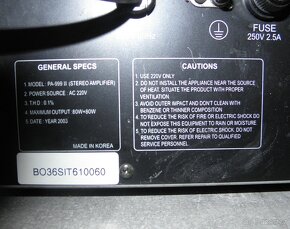 FUSE
250V 2.5A
GENERAL SPECS
1 MODEL: PA-99B II (STEREO AMPLIFIER)
2 POWER SOURCE: AC 220V
3. T.H.D : 0.1%
4 MAXIMUM OUTPUT 80W+80W
5 DATE YEAR 2003
MADE IN KOREA
BO36SIT610060
CAUTIONS
1 USE 220V ONLY
2. DO NOT INSTALL THE APPLIANCE NEAR THE SOURCE
OF HEAT SITUATE THE PRODUCT WITH PERTINENT
VENTILATION.
3. AVOID OUTER IMPACT AND DON'T CLEAN WITH
BENZENE OR THINNER CHEMICAL SUBSTANCE.
4. TO REDUCE THE RISK OF FIRE OR ELECTRIC SHOCK DO
NOT EXPOSE THIS EQUIPMENT TO RAIN OR MOISTURE.
5. TO REDUCE THE RISK OF ELECTRIC SHOCK. DO NOT
REMOVE COVER. REFER REPAIR TO QUALIFIED
SERVICE PERSONNEL.